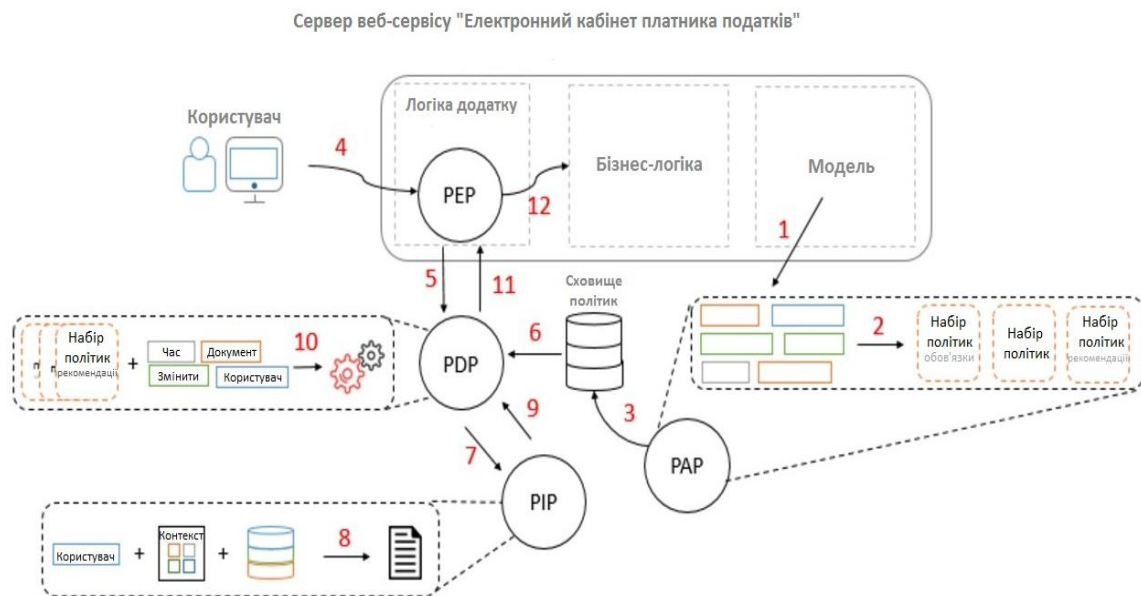 Сервер веб-сервісу "Електронний кабінет платника податків"
Користувач
Логіка додатку
Бізнес-логіка
Модель
4
PEP
12
1
5
11
Сховище
політик
6
2
Набір
політик
обов'язки
Набір
політик
Набір
політик
рекомендації
Набір
політик
рекомендації
+
Час
Документ
Змінити
Користувач
10
PDP
9
3
7
PAP
PIP
Користувач
+
Контекст
+
8